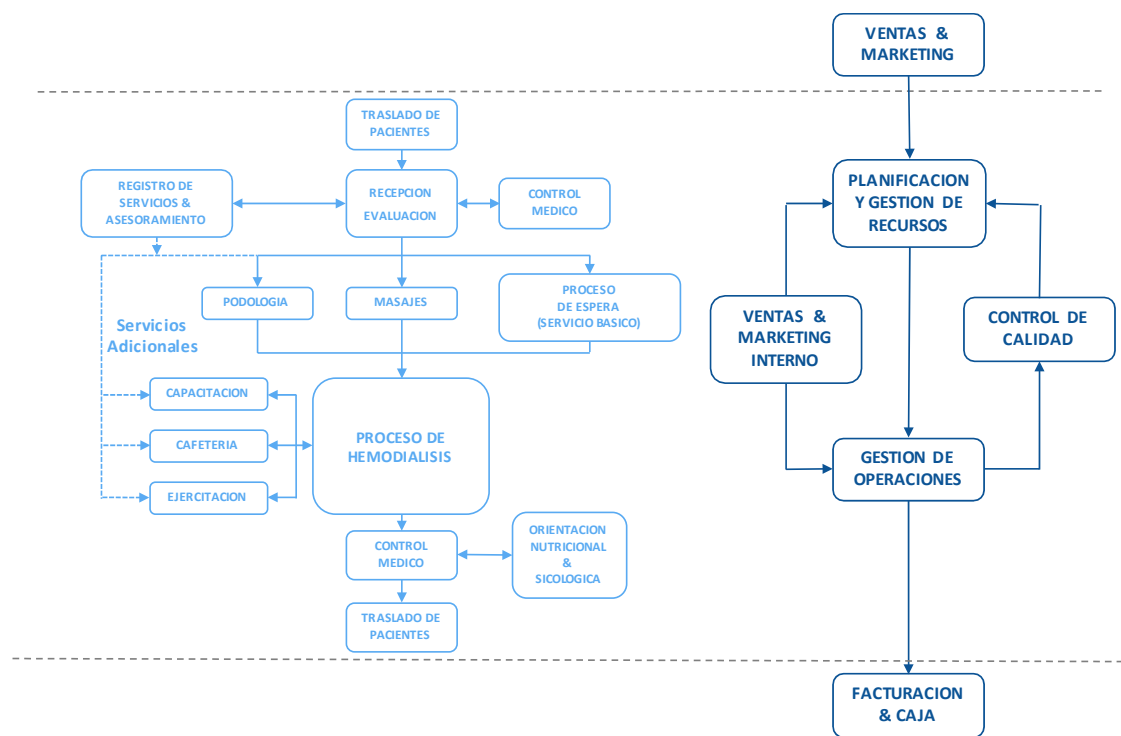 VENTAS &
MARKETING
TRASLADO DE
PACIENTES
REGISTRO DE
SERVICIOS &
ASESORAMIENTO
RECEPCION
EVALUACION
CONTROL
MEDICO
PLANIFICACION
Y GESTION DE
RECURSOS
PODOLOGIA
MASAJES
PROCESO
DE ESPERA
(SERVICIO BASICO)
Servicios
Adicionales
VENTAS &
MARKETING
INTERNO
CONTROL DE
CALIDAD
CAPACITACION
CAFETERIA
EJERCITACION
PROCESO DE
HEMODIALISIS
GESTION DE
OPERACIONES
CONTROL
MEDICO
ORIENTACION
NUTRICIONAL
&
SICOLOGICA
TRASLADO DE
PACIENTES
FACTURACION
& CAJA